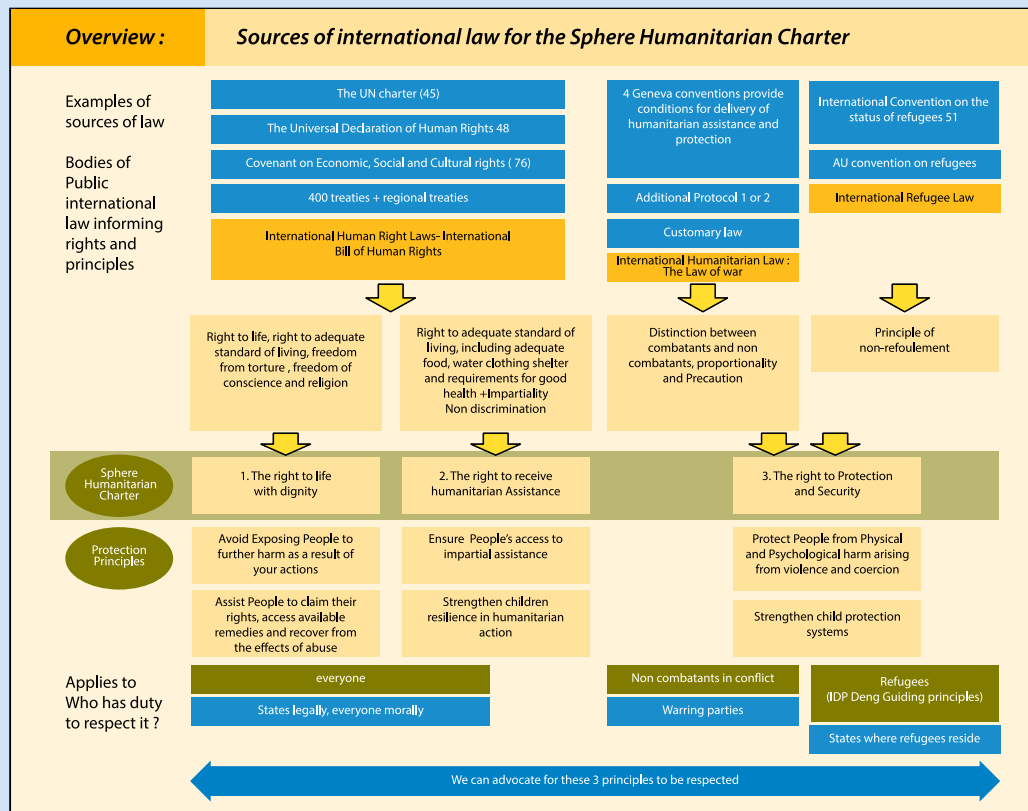 Overview :
Sources of international law for the Sphere Humanitarian Charter
Examples of
sources of law
The UN charter (45)
The Universal Declaration of Human Rights 48
4 Geneva conventions provide
conditions for delivery of
humanitarian assistance and
protection
International Convention on the
status of refugees 51
Bodies of
Public
international
law informing
rights and
principles
Covenant on Economic, Social and Cultural rights ( 76)
400 treaties + regional treaties
International Human Right Laws- International
Bill of Human Rights
Additional Protocol 1 or 2
Customary law
International Humanitarian Law :
The Law of war
AU convention on refugees
International Refugee Law
Right to life, right to adequate
standard of living, freedom
from torture , freedom of
conscience and religion
Right to adequate standard of
living, including adequate
food, water clothing shelter
and requirements for good
health +Impartiality
Non discrimination
Distinction between
combatants and non
combatants, proportionality
and Precaution
Principle of
non-refoulement
Sphere
Humanitarian
Charter
1. The right to life
with dignity
2. The right to receive
humanitarian Assistance
3. The right to Protection
and Security
Protection
Principles
Avoid Exposing People to
further harm as a result of
your actions
Ensure People's access to
impartial assistance
Protect People from Physical
and Psychological harm arising
from violence and coercion
Assist People to claim their
rights, access available
remedies and recover from
the effects of abuse
Strengthen children
resilience in humanitarian
action
Strengthen child protection
systems
Applies to
Who has duty
to respect it ?
everyone
States legally, everyone morally
Non combatants in conflict
Warring parties
Refugees
(IDP Deng Guiding principles)
States where refugees reside
We can advocate for these 3 principles to be respected